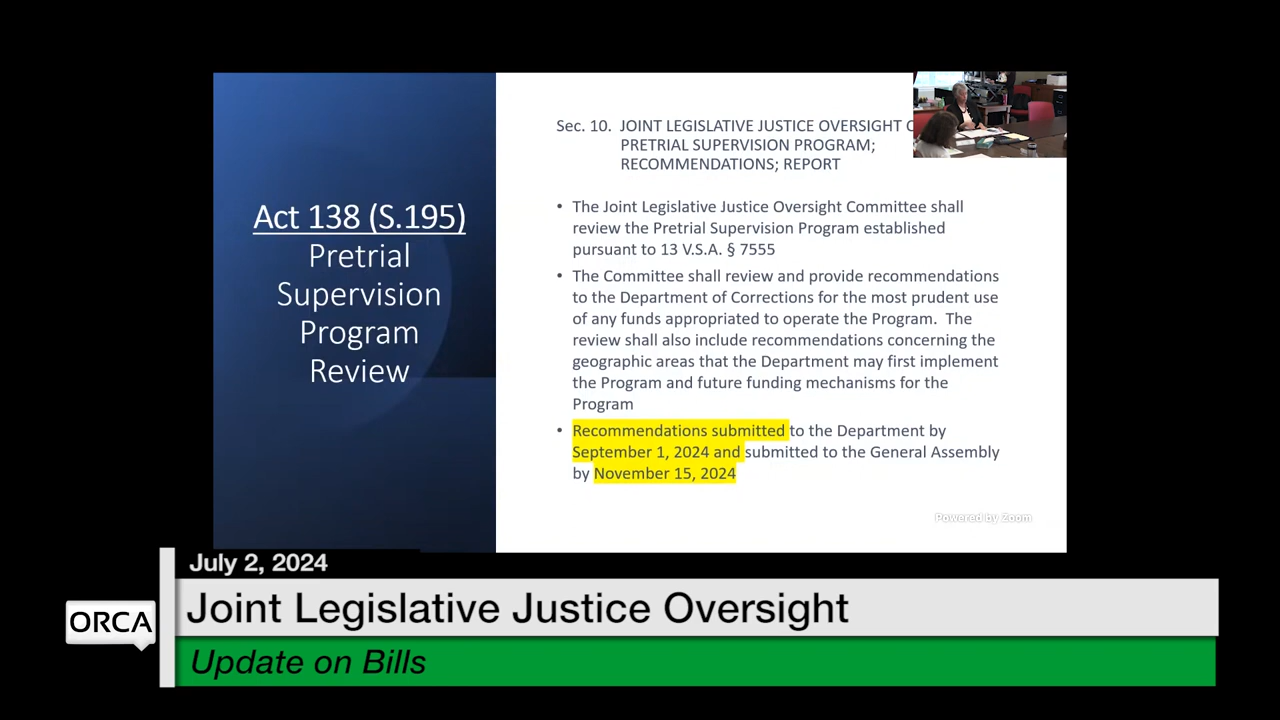 Act 138 (S.195)
Pretrial
Supervision
Program
Review
Sec. 10. JOINT LEGISLATIVE JUSTICE OVERSIGHT
PRETRIAL SUPERVISION PROGRAM;
RECOMMENDATIONS; REPORT
• The Joint Legislative Justice Oversight Committee shall
review the Pretrial Supervision Program established
pursuant to 13 V.S.A. § 7555
• The Committee shall review and provide recommendations
to the Department of Corrections for the most prudent use
of any funds appropriated to operate the Program. The
review shall also include recommendations concerning the
geographic areas that the Department may first implement
the Program and future funding mechanisms for the
Program
• Recommendations submitted to the Department by
September 1, 2024 and submitted to the General Assembly
by November 15, 2024
Powered by Zoom
July 2, 2024
Joint Legislative Justice Oversight
ORCA
Update on Bills